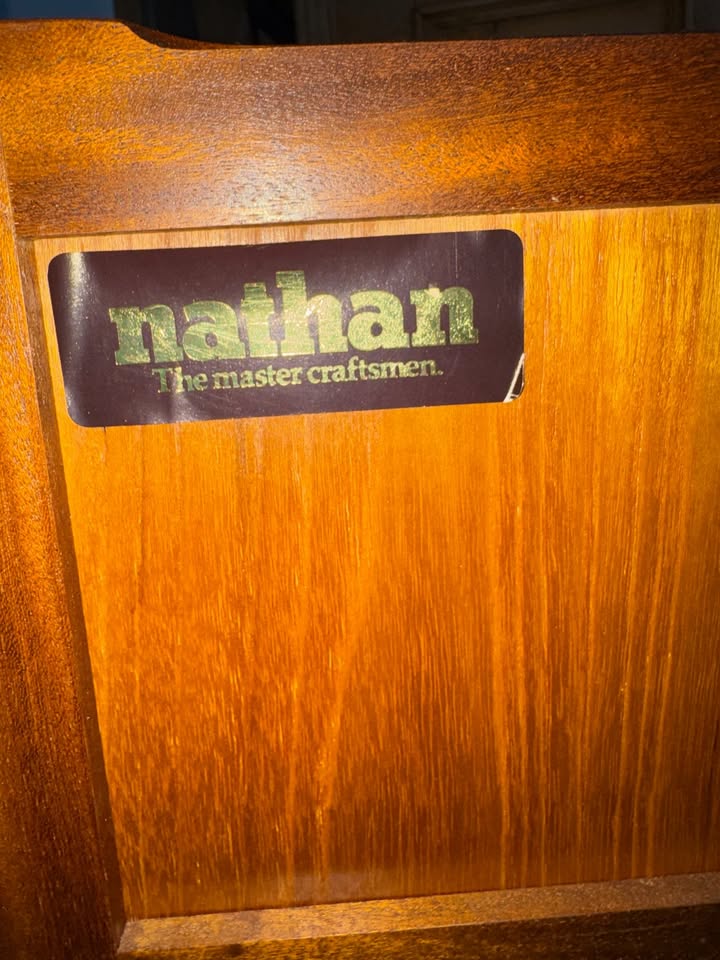 nathan
The master craftsmen.